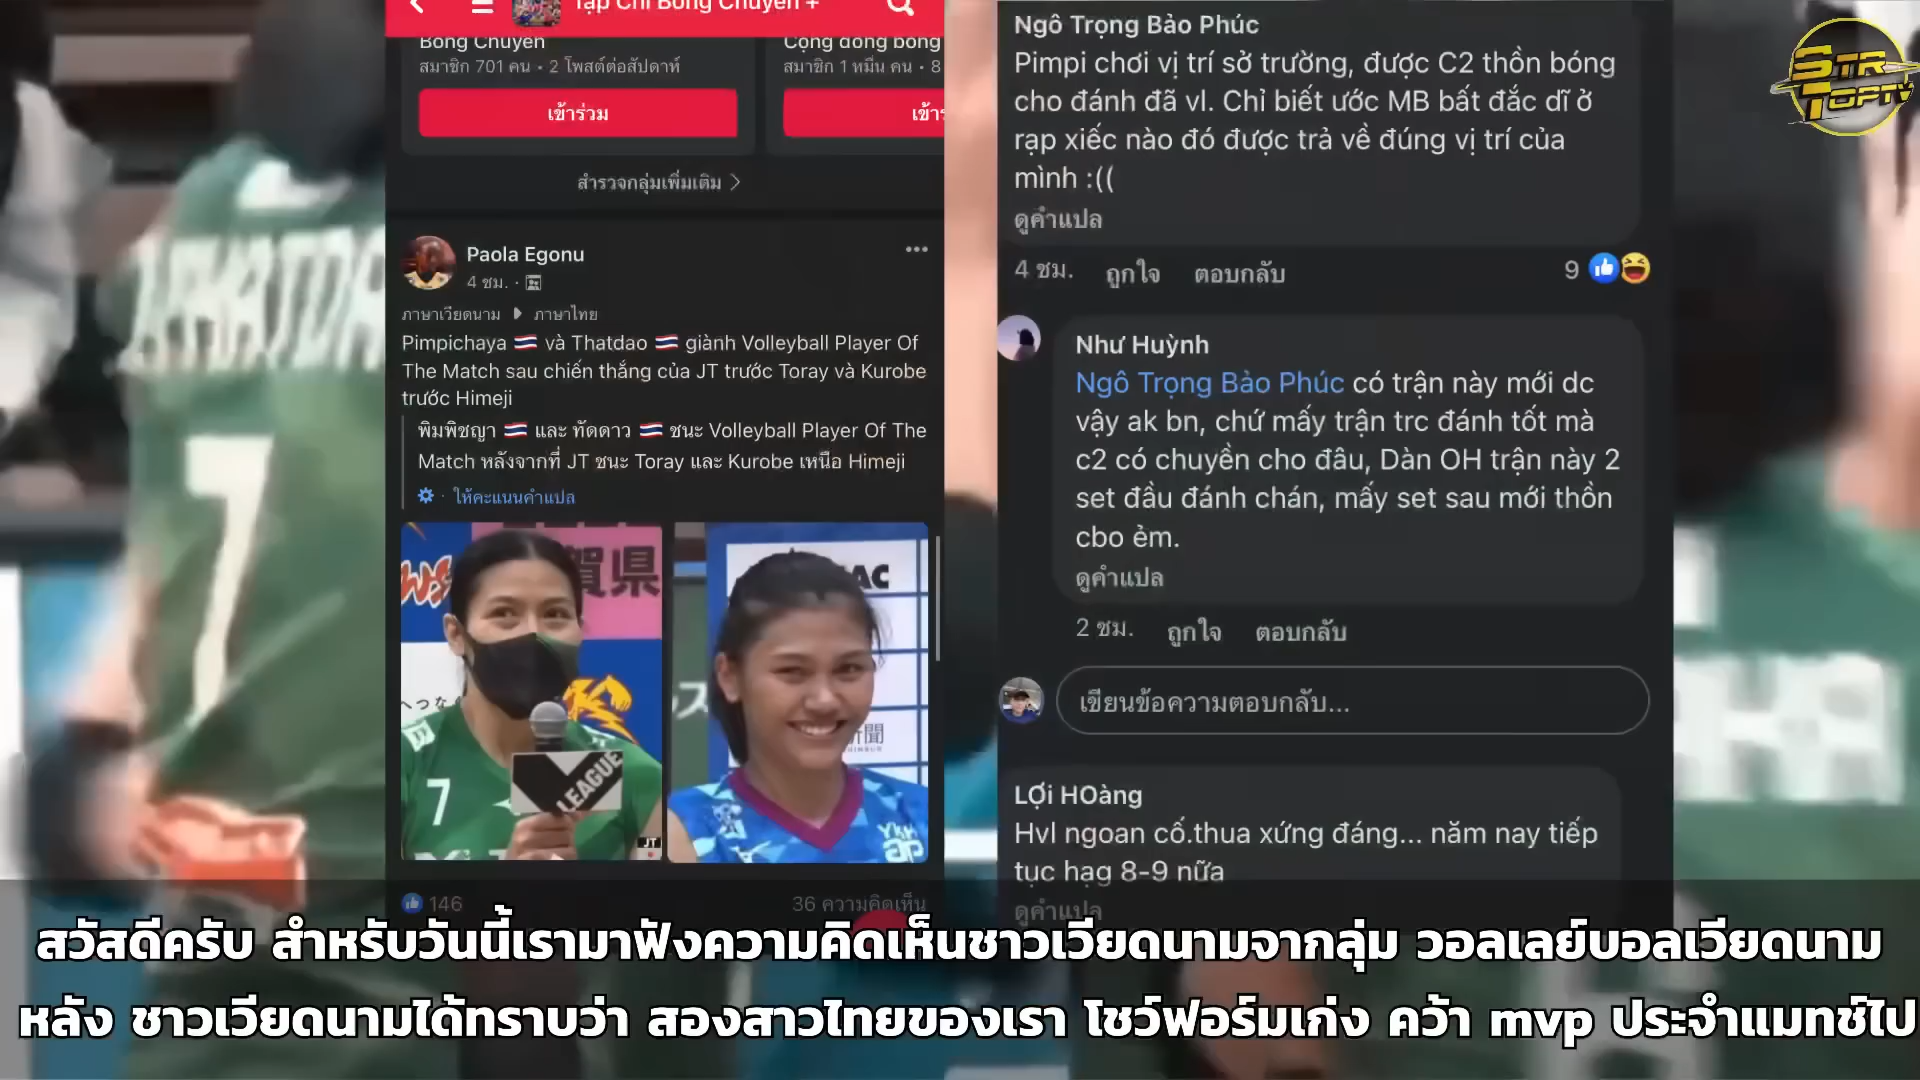 Tạp Chí Bóng Chuyền +
Bóng Chuyền
สมาชิก 701 คน • 2 โพสต์ต่อสัปดาห์
เข้าร่วม
Cộng đồng bóng
สมาชิก 1 หมื่น คน • 8
เข้าร
สำรวจกลุ่มเพิ่มเติม
Paola Egonu
4 ชม. ·
ภาษาเวียดนาม ภาษาไทย
Pimpichaya 🇹🇭 và Thatdao 🇹🇭 giành Volleyball Player Of
The Match sau chiến thắng của JT trước Toray và Kurobe
trước Himeji
พิมพิชญา 🇹🇭 และ ทัดดาว 🇹🇭 ชนะ Volleyball Player Of The
Match หลังจากที่ JT ชนะ Toray และ Kurobe เหนือ Himeji
· ให้คะแนนคำแปล
賀県
7
LEAGUE
JT
146
36 ความคิดเห็น
Ngô Trọng Bảo Phúc
Pimpi chơi vị trí sở trường, được C2 thồn bóng
cho đánh đã vl. Chỉ biết ước MB bất đắc dĩ ở
rạp xiếc nào đó được trả về đúng vị trí của
mình :((
ดูคำแปล
4 ชม. ถูกใจ ตอบกลับ 9
Như Huỳnh
Ngô Trọng Bảo Phúc có trận này mới dc
vậy ak bn, chứ mấy trận trc đánh tốt mà
c2 có chuyền cho đâu, Dàn OH trận này 2
set đầu đánh chán, mấy set sau mới thồn
cbo ẻm.
ดูคำแปล
2 ชม. ถูกใจ ตอบกลับ
เขียนข้อความตอบกลับ...
LỢi HOàng
Hvl ngoan cố.thua xứng đáng... năm nay tiếp
tục hạg 8-9 nữa
ดูคำแปล
STR
TOPTV
7
สวัสดีครับ สำหรับวันนี้เรามาฟังความคิดเห็นชาวเวียดนามจากลุ่ม วอลเลย์บอลเวียดนาม
หลัง ชาวเวียดนามได้ทราบว่า สองสาวไทยของเรา โชว์ฟอร์มเก่ง คว้า mvp ประจำแมทช์ไป